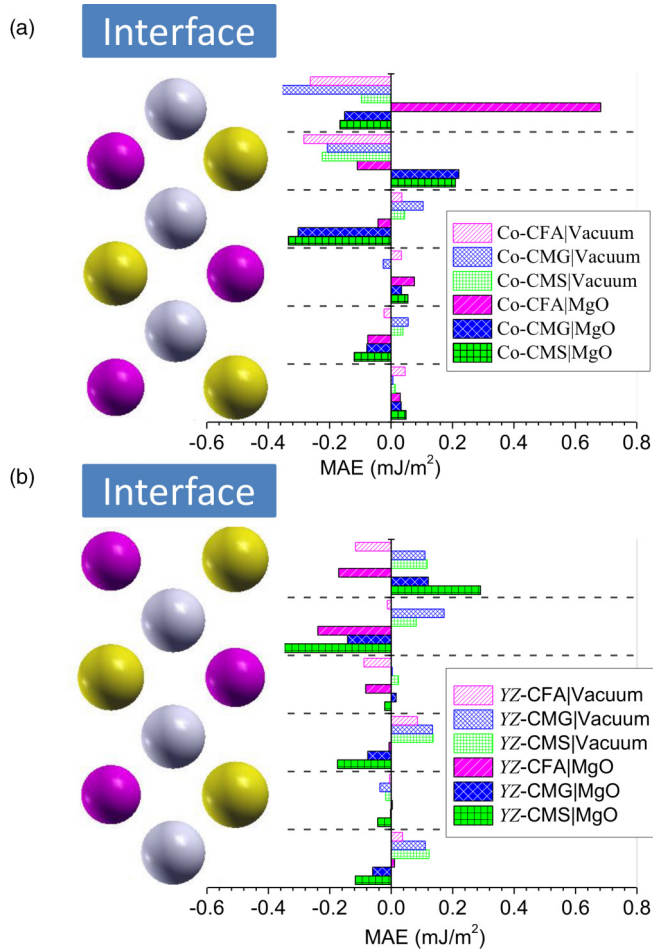 (a)
Interface
Co-CFA|Vacuum
Co-CMG|Vacuum
Co-CMS|Vacuum
Co-CFA|MgO
Co-CMG|MgO
Co-CMS|MgO
-0.6 -0.4 -0.2 0.0 0.2 0.4 0.6 0.8
MAE (mJ/m²)
(b)
Interface
YZ-CFA|Vacuum
YZ-CMG|Vacuum
YZ-CMS|Vacuum
YZ-CFA|MgO
YZ-CMG|MgO
YZ-CMS|MgO
-0.6 -0.4 -0.2 0.0 0.2 0.4 0.6 0.8
MAE (mJ/m²)